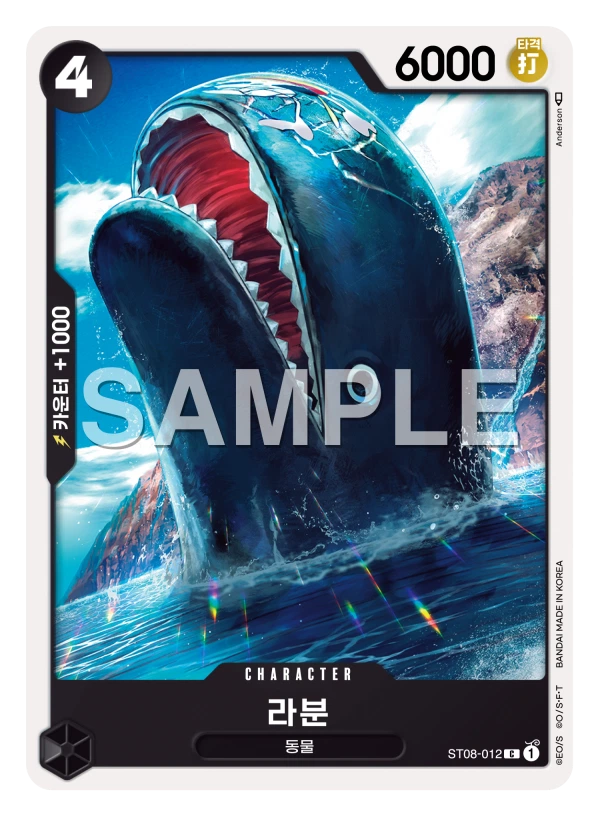 4
6000
타격
打
Anderson
카운터 +1000
SAMPLE
CHARACTER
라분
동물
ST08-012 C 1
©EO/S ©O/S·F·T BANDAI MADE IN KOREA